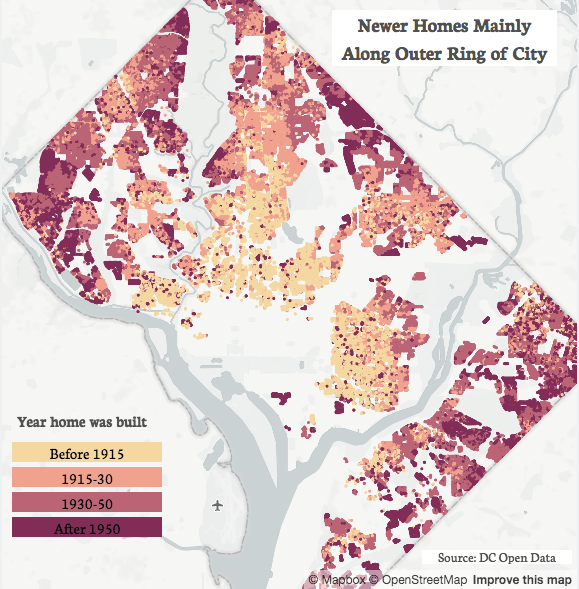 Newer Homes Mainly
Along Outer Ring of City
Year home was built
Before 1915
1915-30
1930-50
After 1950
Source: DC Open Data
© Mapbox © OpenStreetMap Improve this map